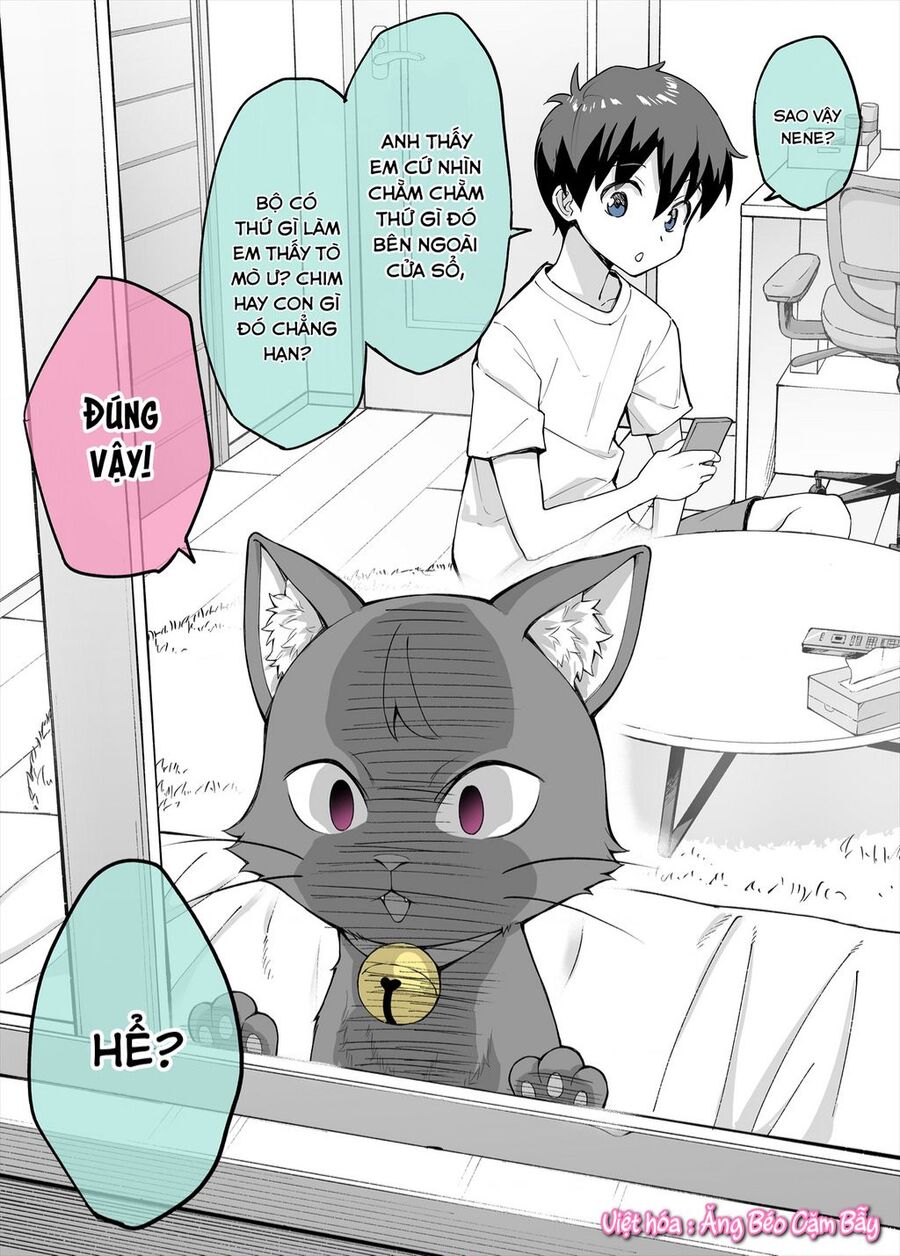 SAO VẬY
NENE?
ANH THẤY
EM CỨ NHÌN
CHẰM CHẰM
THỨ GÌ ĐÓ
BÊN NGOÀI
CỬA SỔ,
BỘ CÓ
THỨ GÌ LÀM
EM THẤY TÒ
MÒ Ư? CHIM
HAY CON GÌ
ĐÓ CHẲNG
HẠN?
ĐÚNG
VẬY!
HỂ?
Việt hóa : Ăng Béo Cặm Bẫy